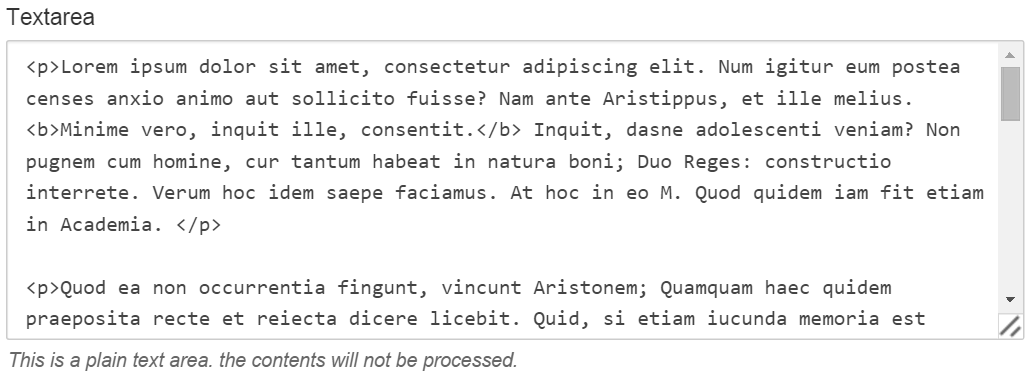 Textarea
<p>Lorem ipsum dolor sit amet, consectetur adipiscing elit. Num igitur eum postea
censes anxio animo aut sollicito fuisse? Nam ante Aristippus, et ille melius.
<b>Minime vero, inquit ille, consentit.</b> Inquit, dasne adolescenti veniam? Non
pugnem cum homine, cur tantum habeat in natura boni; Duo Reges: constructio
interrete. Verum hoc idem saepe faciamus. At hoc in eo M. Quod quidem iam fit etiam
in Academia. </p>

<p>Quod ea non occurrentia fingunt, vincunt Aristonem; Quamquam haec quidem
praeposita recte et reiecta dicere licebit. Quid, si etiam iucunda memoria est
This is a plain text area. the contents will not be processed.